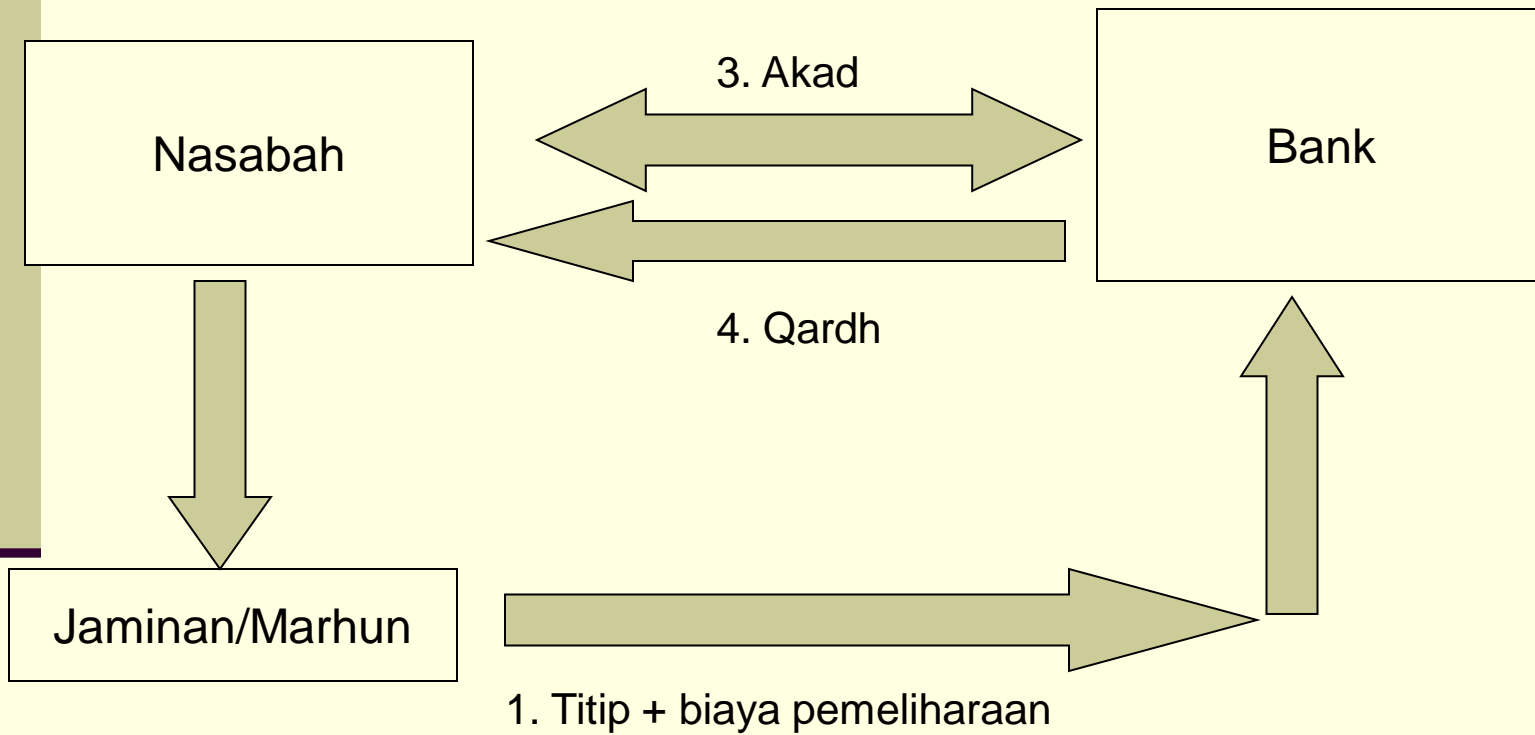 3. Akad
Nasabah
Bank
4. Qardh
Jaminan/Marhun
1. Titip + biaya pemeliharaan